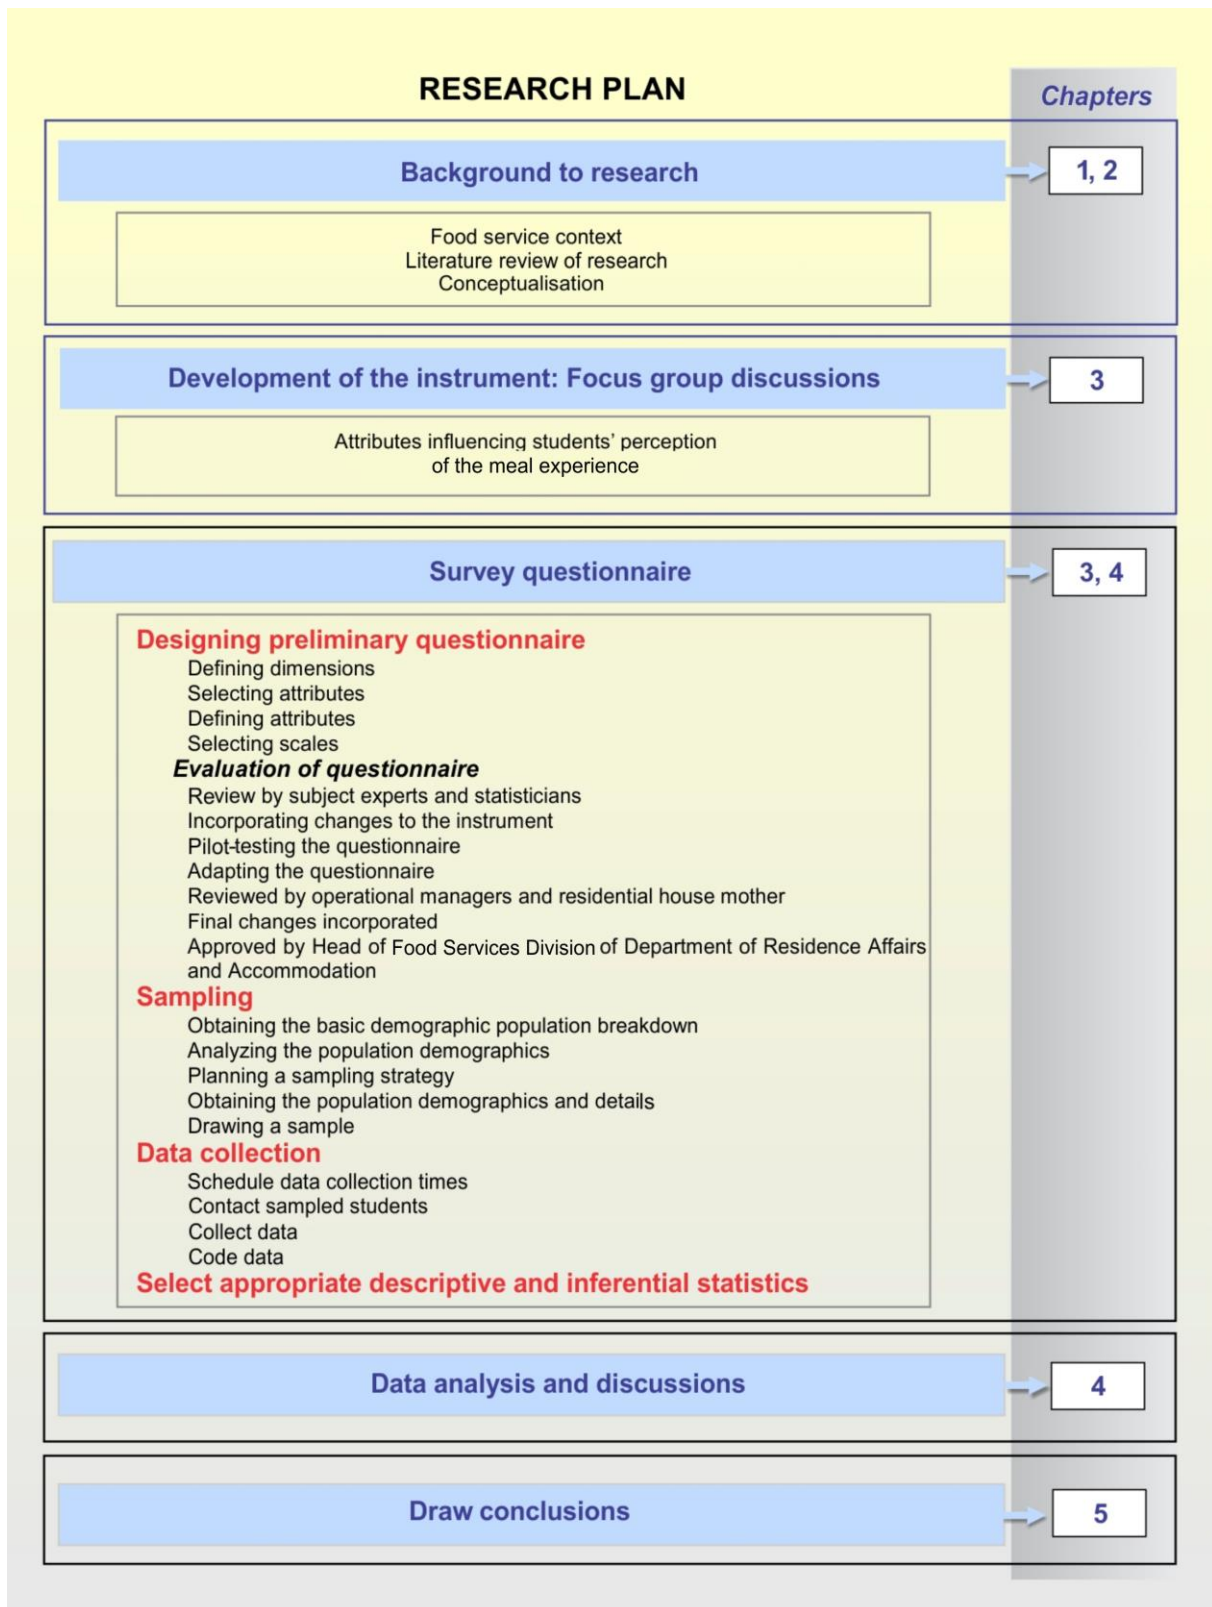 RESEARCH PLAN
Chapters
Background to research
1, 2
Food service context
Literature review of research
Conceptualisation
Development of the instrument: Focus group discussions
3
Attributes influencing students’ perception
of the meal experience
Survey questionnaire
3, 4
Designing preliminary questionnaire
Defining dimensions
Selecting attributes
Defining attributes
Selecting scales
Evaluation of questionnaire
Review by subject experts and statisticians
Incorporating changes to the instrument
Pilot-testing the questionnaire
Adapting the questionnaire
Reviewed by operational managers and residential house mother
Final changes incorporated
Approved by Head of Food Services Division of Department of Residence Affairs
and Accommodation
Sampling
Obtaining the basic demographic population breakdown
Analyzing the population demographics
Planning a sampling strategy
Obtaining the population demographics and details
Drawing a sample
Data collection
Schedule data collection times
Contact sampled students
Collect data
Code data
Select appropriate descriptive and inferential statistics
Data analysis and discussions
4
Draw conclusions
5